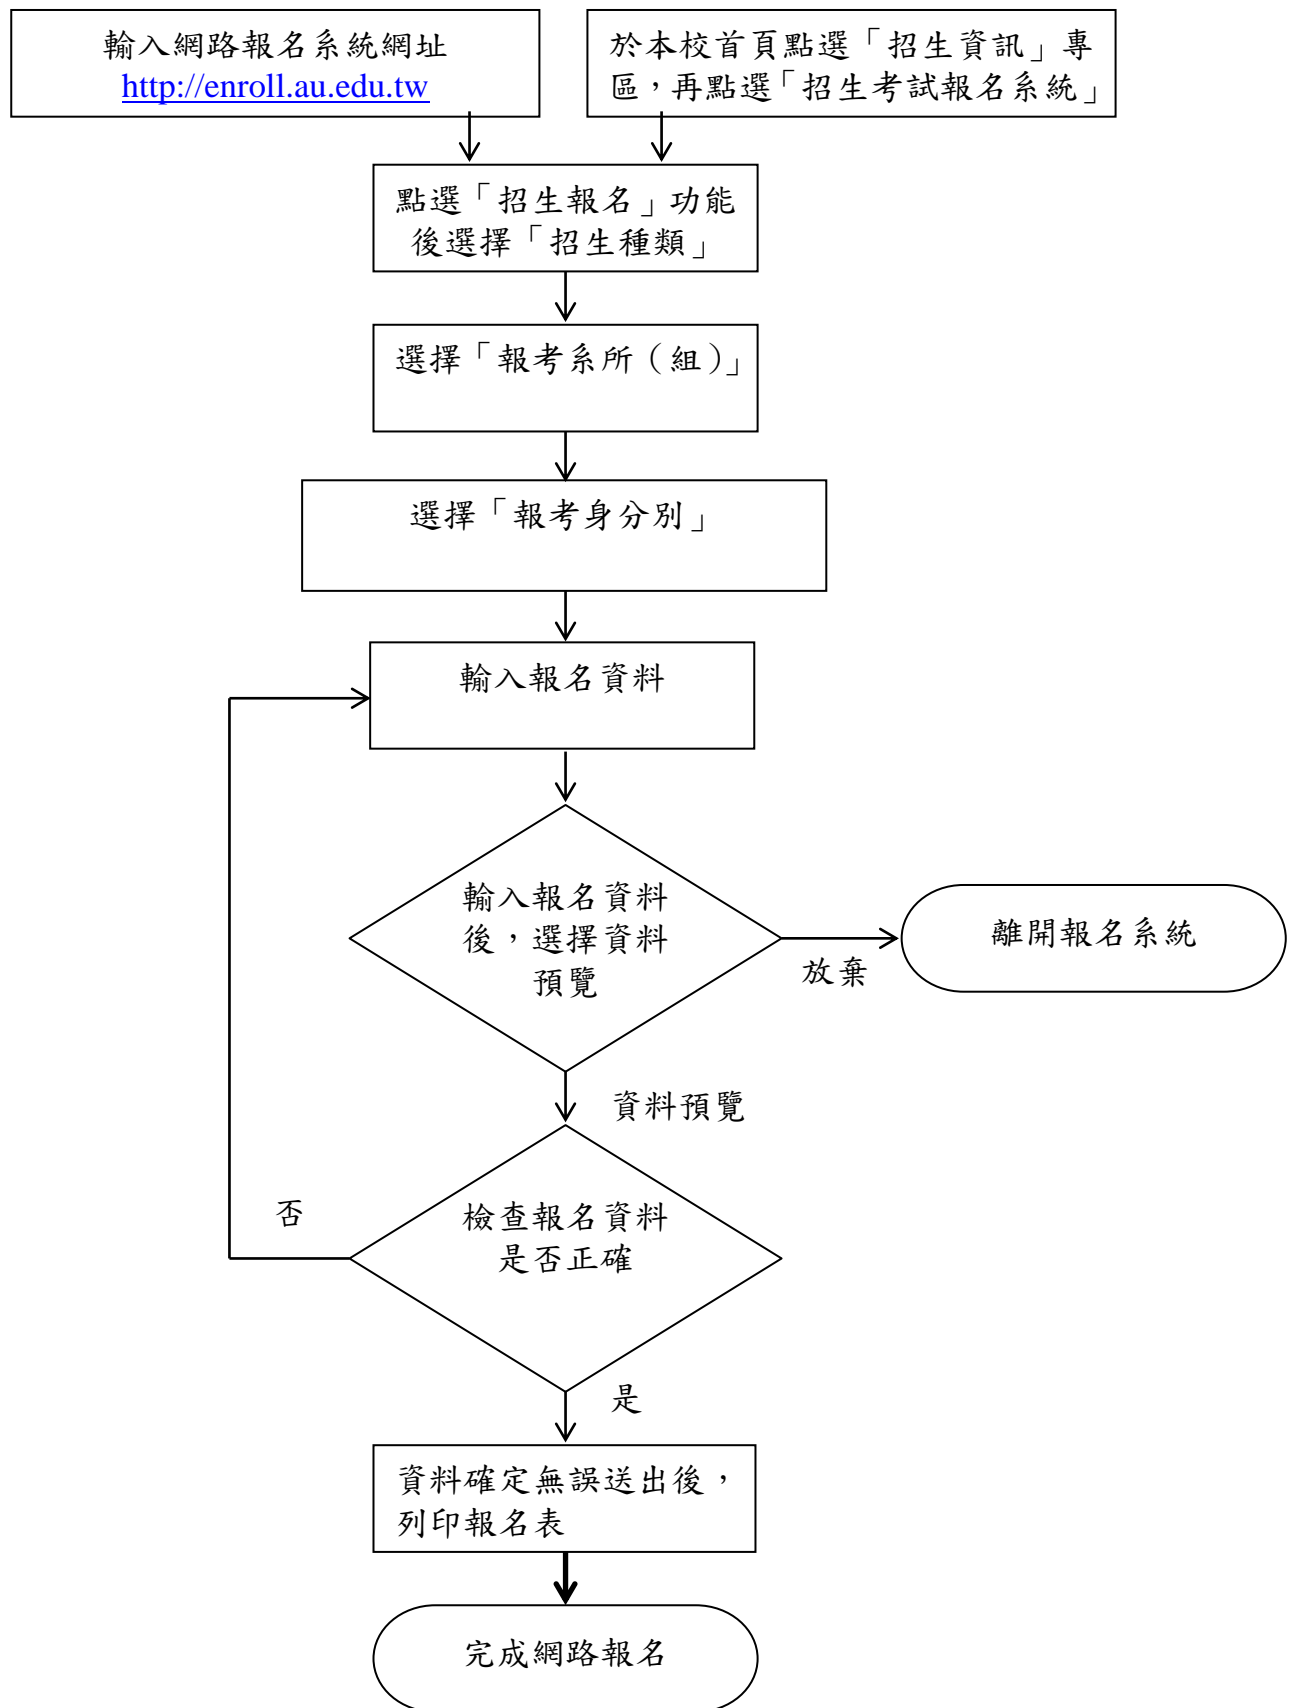 輸入網路報名系統網址
http://enroll.au.edu.tw
於本校首頁點選「招生資訊」專
區，再點選「招生考試報名系統」
點選「招生報名」功能
後選擇「招生種類」
選擇「報考系所（組）」
選擇「報考身分別」
輸入報名資料
輸入報名資料
後，選擇資料
預覽
放棄
離開報名系統
資料預覽
否
檢查報名資料
是否正確
是
資料確定無誤送出後，
列印報名表
完成網路報名